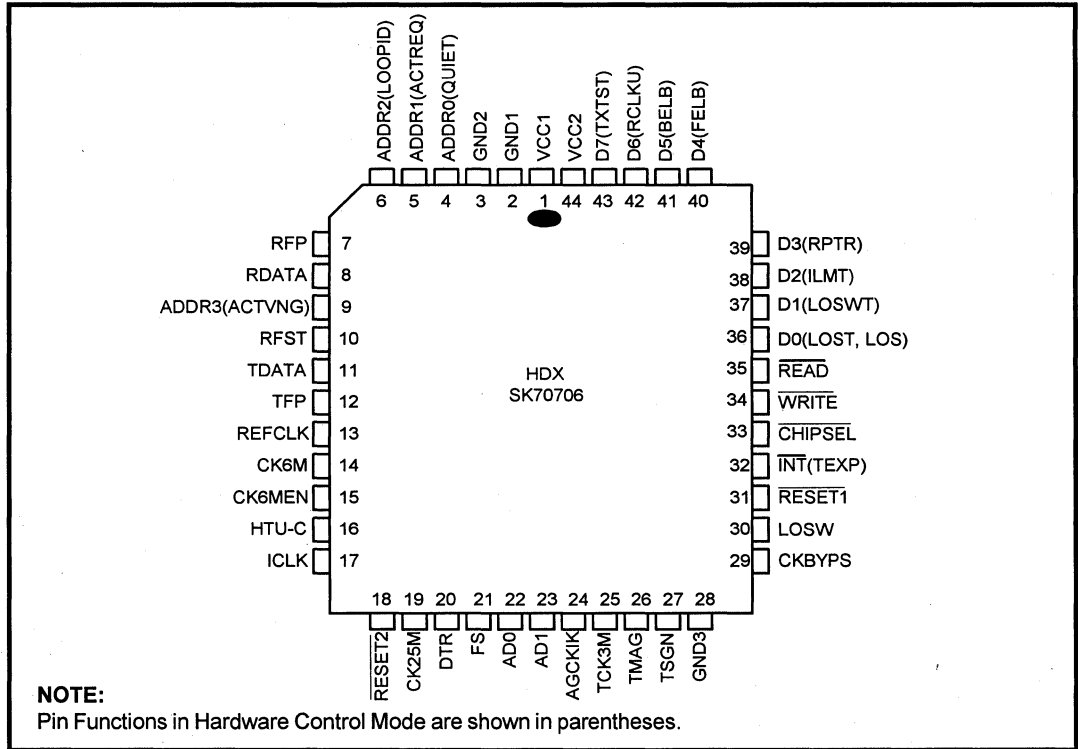 ADDR2(LOOPID)
ADDR1(ACTREQ)
ADDR0(QUIET)
GND2
GND1
VCC1
VCC2
D7(TXTST)
D6(RCLKU)
D5(BELB)
D4(FELB)
6 5 4 3 2 1 44 43 42 41 40
RFP 7
RDATA 8
ADDR3(ACTVNG) 9
RFST 10
TDATA 11
TFP 12
REFCLK 13
CK6M 14
CK6MEN 15
HTU-C 16
ICLK 17
HDX
SK70706
39 D3(RPTR)
38 D2(ILMT)
37 D1(LOSWT)
36 D0(LOST, LOS)
35 READ
34 WRITE
33 CHIPSEL
32 INT(TEXP)
31 RESET1
30 LOSW
29 CKBYPS
18 19 20 21 22 23 24 25 26 27 28
RESET2
CK25M
DTR
FS
AD0
AD1
AGCKIK
TCK3M
TMAG
TSGN
GND3
NOTE:
Pin Functions in Hardware Control Mode are shown in parentheses.